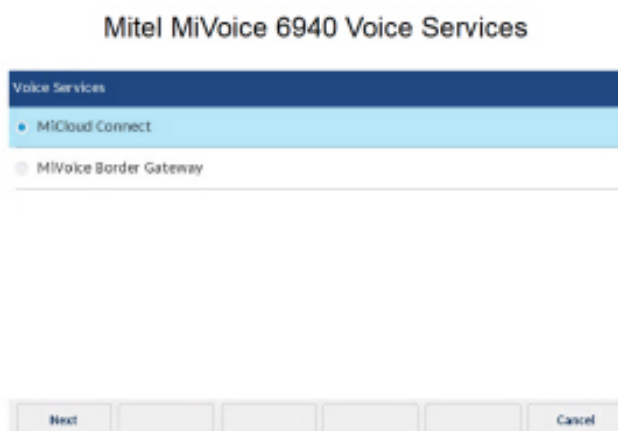 Mitel MiVoice 6940 Voice Services
Voice Services
MiCloud Connect
MiVoice Border Gateway
Next Cancel